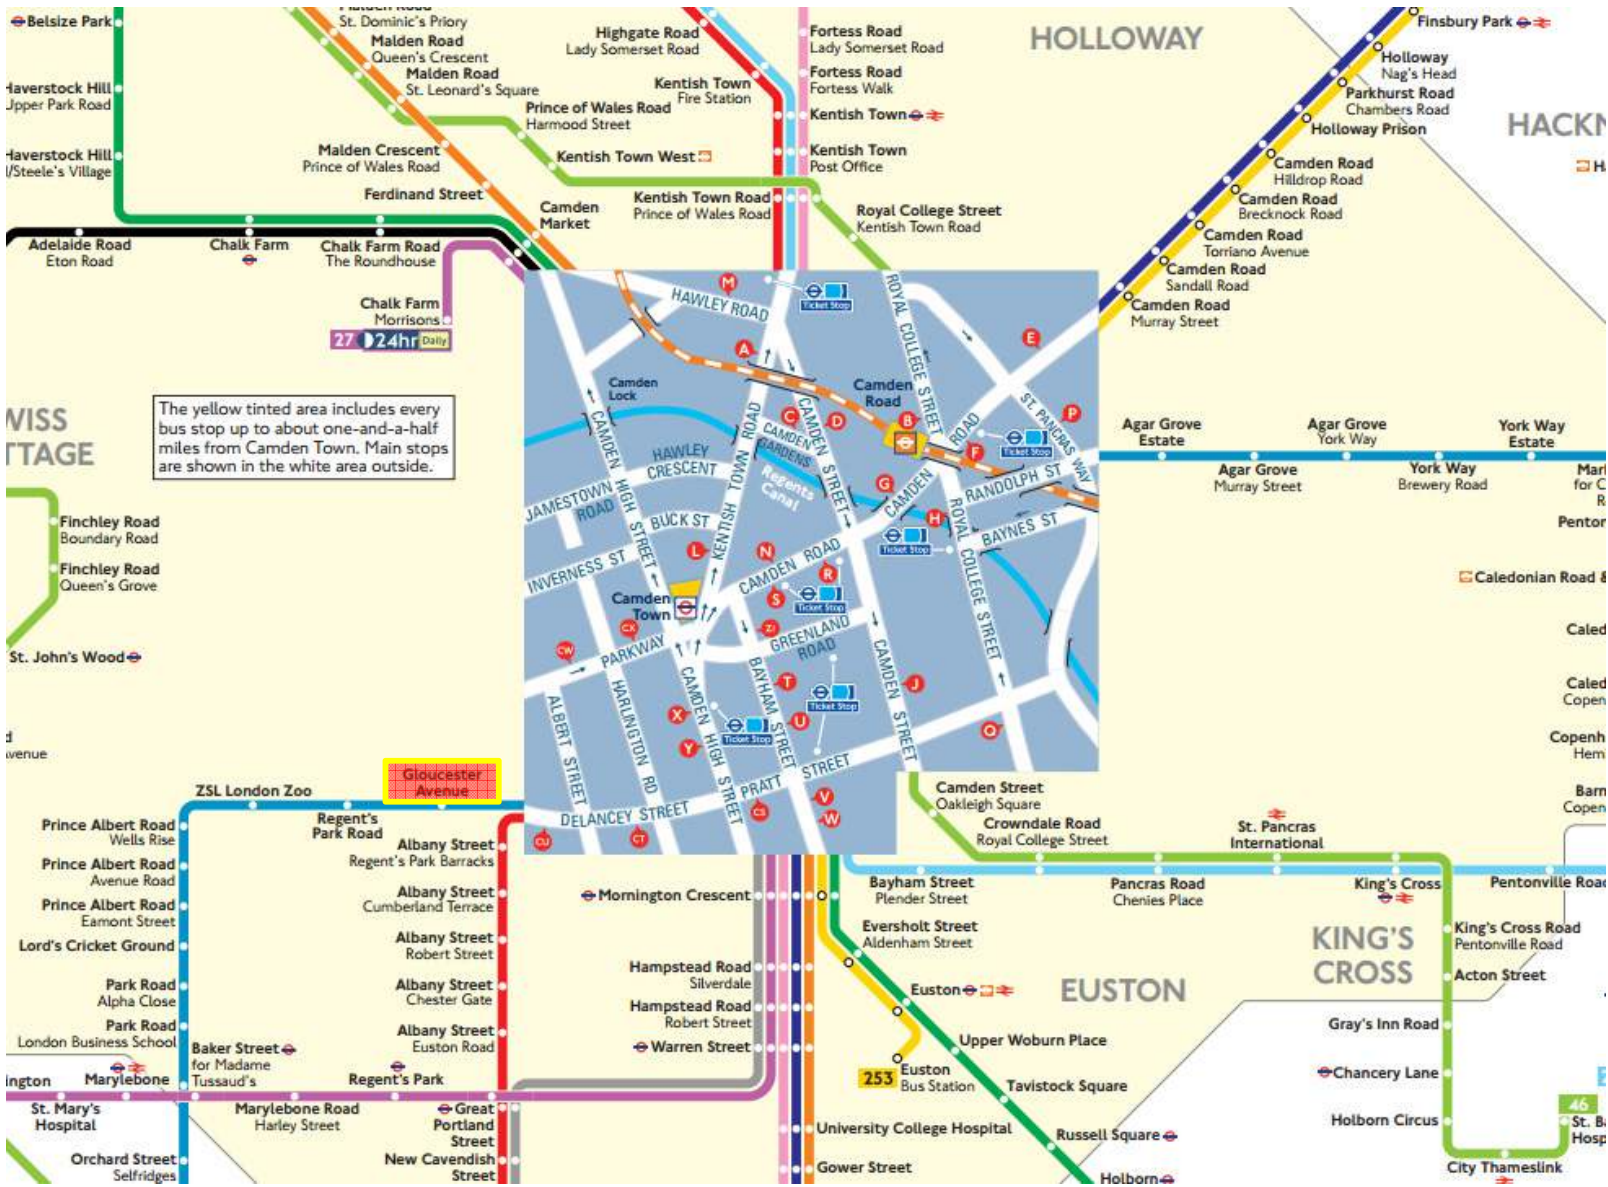 Belsize Park
St. Dominic's Priory
Malden Road
Queen's Crescent
Malden Road
St. Leonard's Square
Prince of Wales Road
Harmood Street
Highgate Road
Lady Somerset Road
Kentish Town
Fire Station
Fortess Road
Lady Somerset Road
Fortess Road
Fortess Walk
Kentish Town
Kentish Town
Post Office
HOLLOWAY
Finsbury Park
Holloway
Nag's Head
Parkhurst Road
Chambers Road
Holloway Prison
Camden Road
Hilldrop Road
Camden Road
Brecknock Road
Camden Road
Torriano Avenue
Camden Road
Sandall Road
Camden Road
Murray Street
HACKN
Haverstock Hill
Upper Park Road
Haverstock Hill
/Steele's Village
Malden Crescent
Prince of Wales Road
Ferdinand Street
Kentish Town West
Kentish Town Road
Prince of Wales Road
Camden
Market
Royal College Street
Kentish Town Road
Adelaide Road
Eton Road
Chalk Farm
Chalk Farm Road
The Roundhouse
Chalk Farm
Morrisons
27 24hr Daily
The yellow tinted area includes every
bus stop up to about one-and-a-half
miles from Camden Town. Main stops
are shown in the white area outside.
WISS
TTAGE
Finchley Road
Boundary Road
Finchley Road
Queen's Grove
St. John's Wood
HAWLEY ROAD
Ticket Stop
ROYAL COLLEGE STREET
Camden
Lock
Camden
Road
ST. PANCRAS WAY
CAMDEN HIGH STREET
HAWLEY
CRESCENT
KENTISH TOWN ROAD
CAMDEN
GARDENS
CAMDEN STREET
Regents
Canal
CAMDEN ROAD
Ticket Stop
RANDOLPH ST
JAMESTOWN
ROAD
BUCK ST
BAYNES ST
Ticket Stop
INVERNESS ST
CAMDEN ROAD
ROYAL COLLEGE STREET
Camden
Town
Ticket Stop
GREENLAND
ROAD
PARKWAY
BAYHAM STREET
CAMDEN STREET
ALBERT STREET
HARLINGTON RD
CAMDEN HIGH STREET
Ticket Stop
Ticket Stop
PRATT STREET
DELANCEY STREET
M
A
E
C
D
B
P
F
G
H
L
N
R
S
CX
ZJ
CW
T
J
X
U
Y
Q
V
W
CS
CT
CU
Agar Grove
Estate
Agar Grove
Murray Street
Agar Grove
York Way
York Way
Brewery Road
York Way
Estate
Caledonian Road &
Caled
Caled
Copen
Copenh
Hem
Barn
Copen
ZSL London Zoo
Regent's
Park Road
Gloucester
Avenue
Prince Albert Road
Wells Rise
Prince Albert Road
Avenue Road
Prince Albert Road
Eamont Street
Lord's Cricket Ground
Park Road
Alpha Close
Park Road
London Business School
Albany Street
Regent's Park Barracks
Albany Street
Cumberland Terrace
Albany Street
Robert Street
Albany Street
Chester Gate
Albany Street
Euston Road
Mornington Crescent
Hampstead Road
Silverdale
Hampstead Road
Robert Street
Warren Street
Camden Street
Oakleigh Square
Crowndale Road
Royal College Street
St. Pancras
International
Bayham Street
Plender Street
Pancras Road
Chenies Place
King's Cross
Pentonville Road
Eversholt Street
Aldenham Street
Euston
EUSTON
KING'S
CROSS
King's Cross Road
Pentonville Road
Acton Street
Gray's Inn Road
Chancery Lane
Holborn Circus
46
City Thameslink
Upper Woburn Place
253
Euston
Bus Station
Tavistock Square
Russell Square
Holborn
University College Hospital
Gower Street
Baker Street
for Madame
Tussaud's
Marylebone
ington
St. Mary's
Hospital
Regent's Park
Marylebone Road
Harley Street
Great
Portland
Street
New Cavendish
Street
Orchard Street
Selfridges